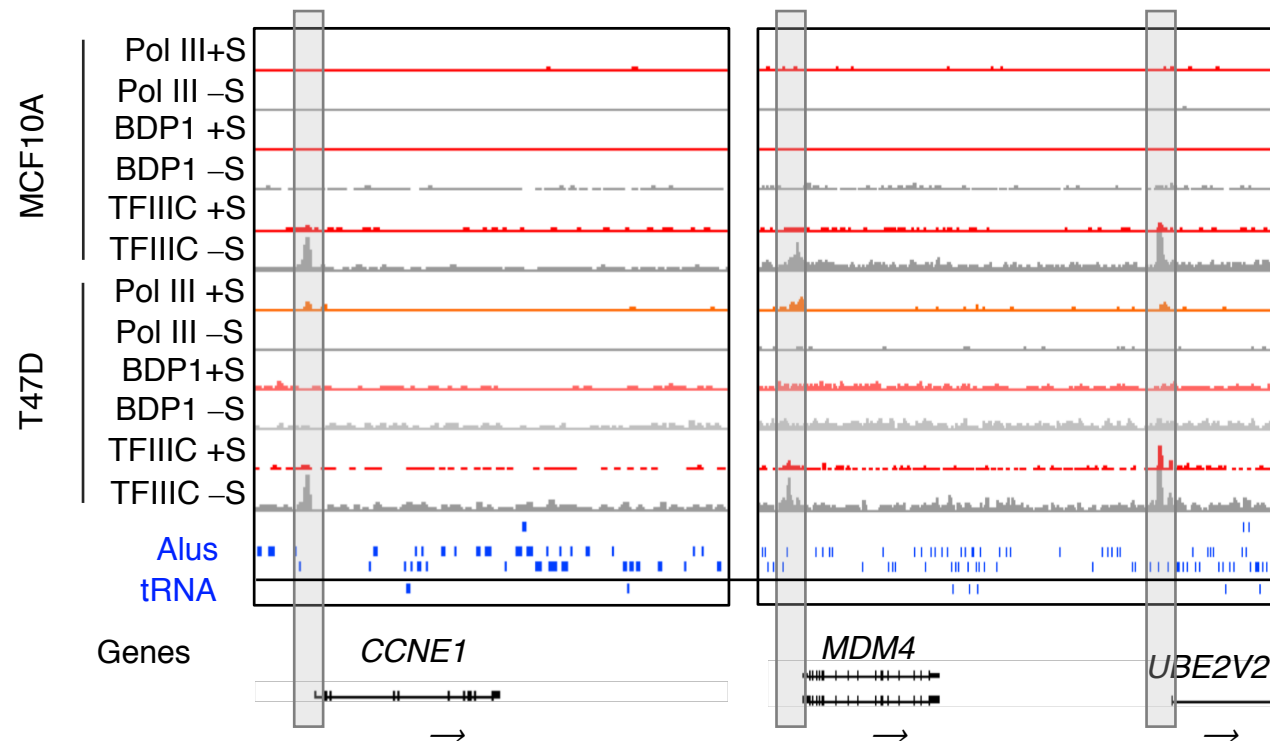 MCF10A
Pol III+S
Pol III –S
BDP1 +S
BDP1 –S
TFIIIC +S
TFIIIC –S
T47D
Pol III +S
Pol III –S
BDP1+S
BDP1 –S
TFIIIC +S
TFIIIC –S
Alus
tRNA
Genes
CCNE1
MDM4
UBE2V2